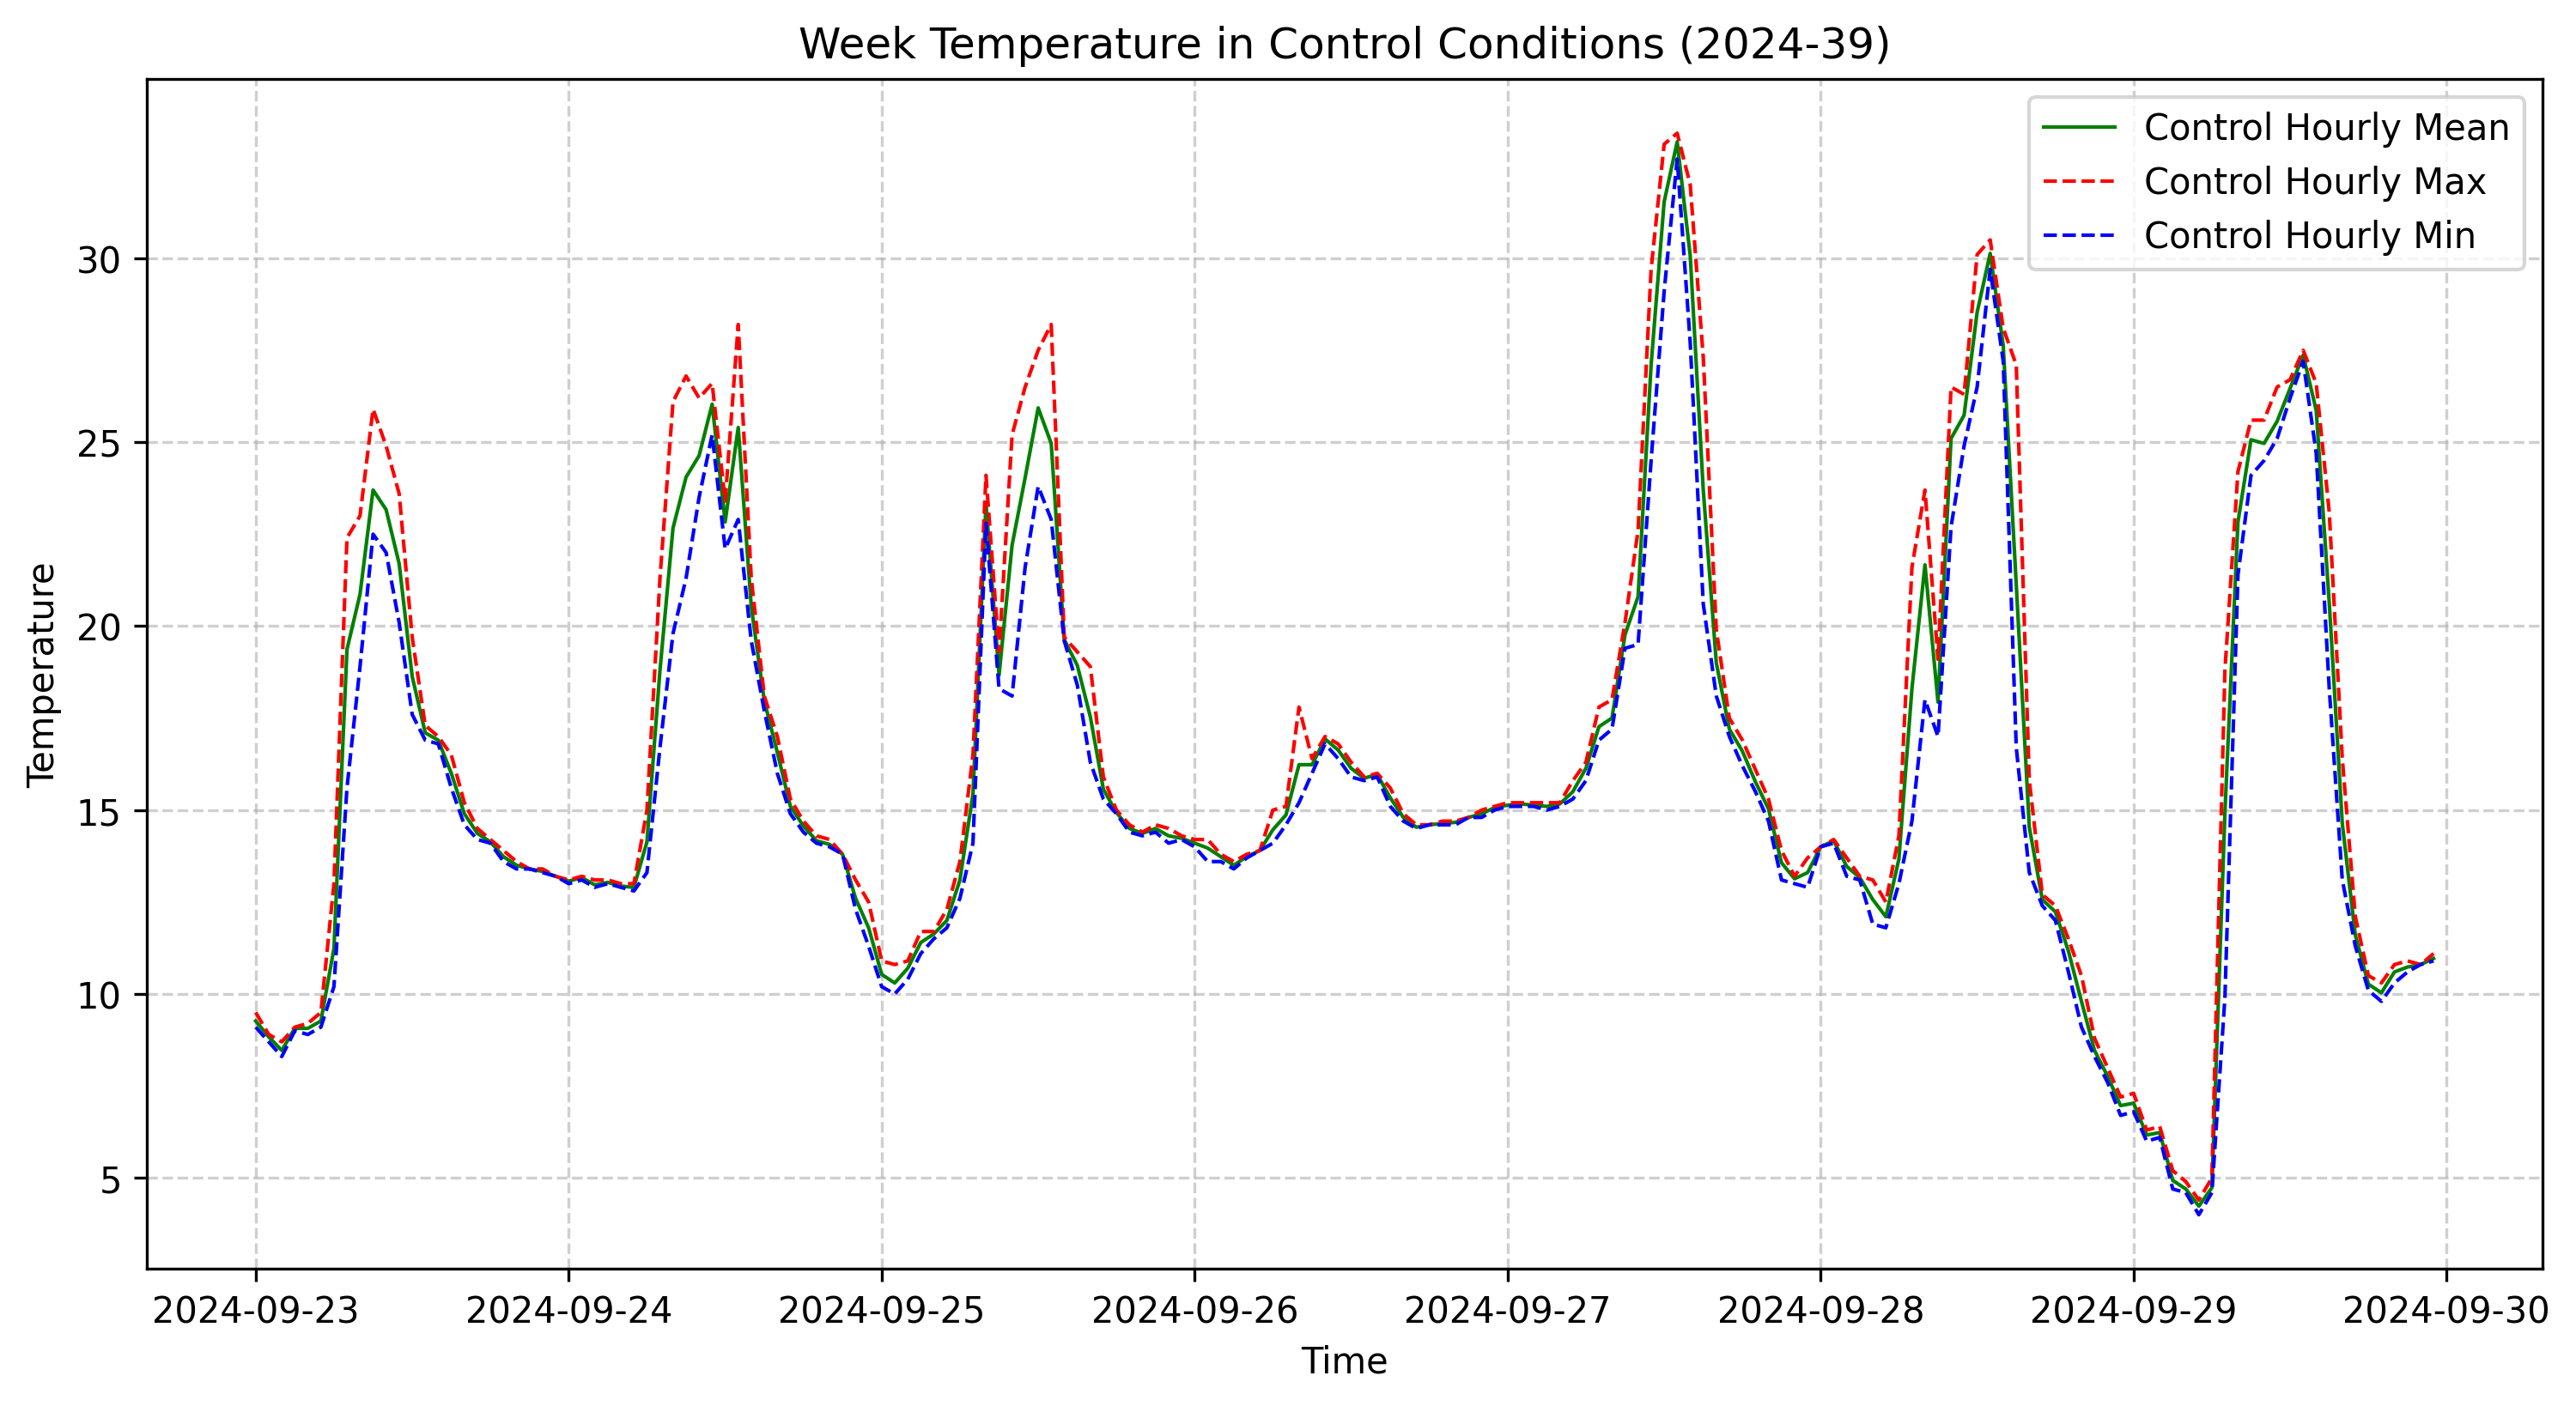 Week Temperature in Control Conditions (2024-39)
Control Hourly Mean
Control Hourly Max
Control Hourly Min
30
25
20
15
10
5
Temperature
2024-09-23 2024-09-24 2024-09-25 2024-09-26 2024-09-27 2024-09-28 2024-09-29 2024-09-30
Time